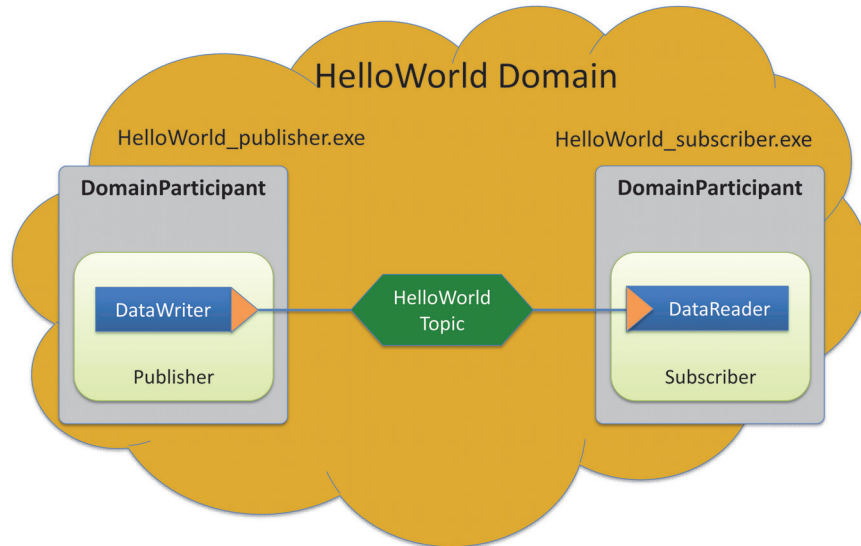 HelloWorld Domain
HelloWorld_publisher.exe
HelloWorld_subscriber.exe
DomainParticipant
DomainParticipant
DataWriter
HelloWorld
Topic
DataReader
Publisher
Subscriber